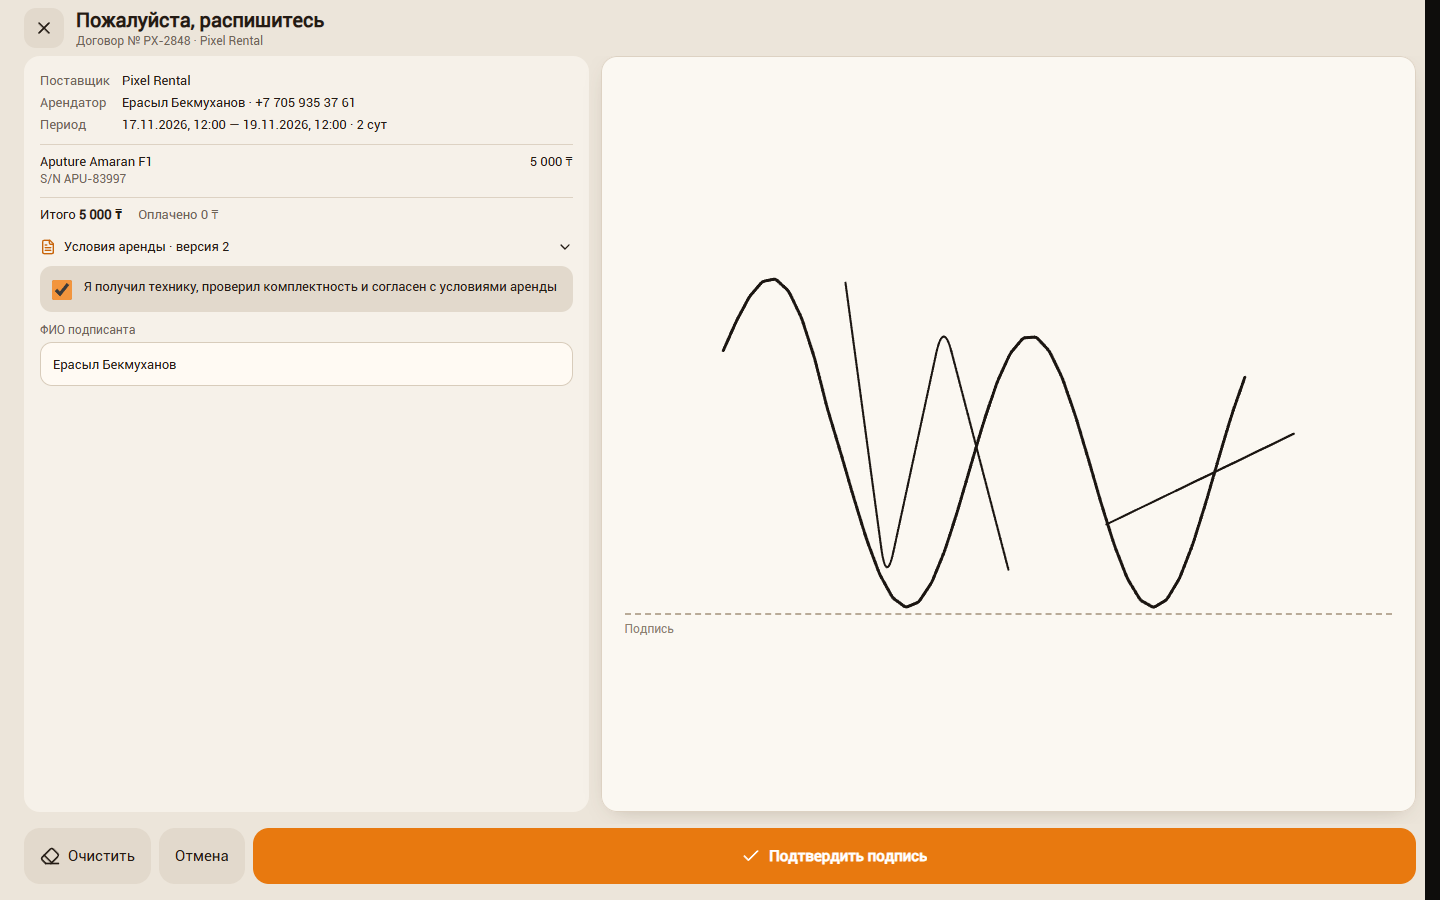 Пожалуйста, распишитесь
Договор № PX-2848 · Pixel Rental
Поставщик Pixel Rental
Арендатор Ерасыл Бекмуханов · +7 705 935 37 61
Период 17.11.2026, 12:00 — 19.11.2026, 12:00 · 2 сут
Aputure Amaran F1 5 000 ₸
S/N APU-83997
Итого 5 000 ₸ Оплачено 0 ₸
Условия аренды · версия 2
Я получил технику, проверил комплектность и согласен с условиями аренды
ФИО подписанта
Ерасыл Бекмуханов
Подпись
Очистить Отмена Подтвердить подпись